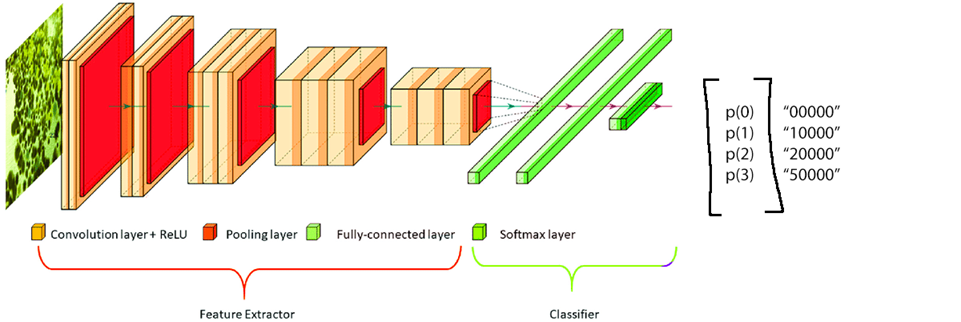 p(0) “00000”
p(1) “10000”
p(2) “20000”
p(3) “50000”
Convolution layer + ReLU Pooling layer Fully-connected layer Softmax layer
Feature Extractor Classifier